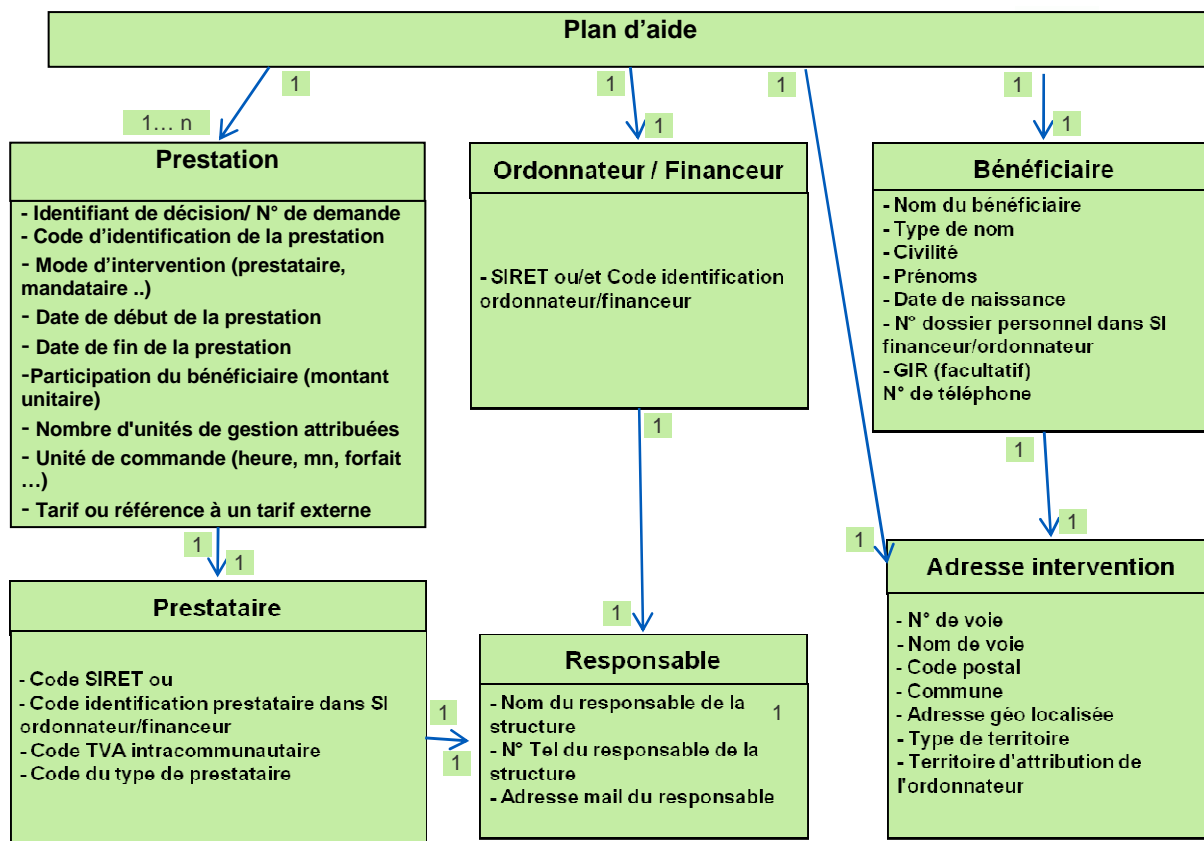 Plan d’aide
1
1
1
1
1… n
1
1
Prestation
- Identifiant de décision/ N° de demande
- Code d’identification de la prestation
- Mode d’intervention (prestataire,
mandataire ..)
- Date de début de la prestation
- Date de fin de la prestation
-Participation du bénéficiaire (montant
unitaire)
- Nombre d'unités de gestion attribuées
- Unité de commande (heure, mn, forfait
…)
- Tarif ou référence à un tarif externe
Ordonnateur / Financeur
- SIRET ou/et Code identification
ordonnateur/financeur
Bénéficiaire
- Nom du bénéficiaire
- Type de nom
- Civilité
- Prénoms
- Date de naissance
- N° dossier personnel dans SI
financeur/ordonnateur
- GIR (facultatif)
N° de téléphone
1
1
1
1
1
1
1
Prestataire
- Code SIRET ou
- Code identification prestataire dans SI
ordonnateur/financeur
- Code TVA intracommunautaire
- Code du type de prestataire
1
1
Responsable
- Nom du responsable de la
structure
1
- N° Tel du responsable de la
structure
- Adresse mail du responsable
Adresse intervention
- N° de voie
- Nom de voie
- Code postal
- Commune
- Adresse géo localisée
- Type de territoire
- Territoire d'attribution de
l'ordonnateur